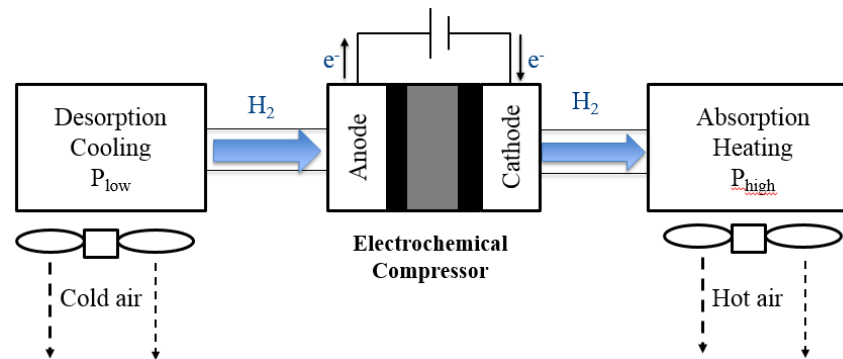 e⁻
e⁻
Desorption
Cooling
P_low
H₂
Anode
Cathode
H₂
Absorption
Heating
P_high
Electrochemical
Compressor
Cold air
Hot air